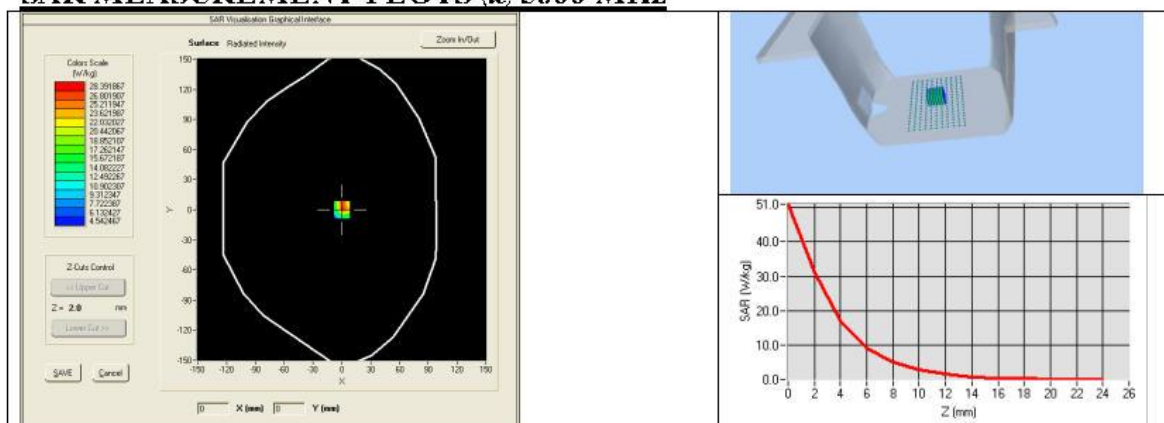 SAR MEASUREMENT PLOTS @
SAR Visualisation Graphical Interface
Surface Radiated Intensity
Zoom In/Out
Colors Scale
(W/kg)
28.391867
26.801907
25.211947
23.621987
22.032027
20.442067
18.852107
17.262147
15.672187
14.082227
12.492267
10.902307
9.312347
7.722387
6.132427
4.542467
Z-Cuts Control
<< Upper Cut
Z = 2.0 mm
Lower Cut >>
SAVE Cancel
Y
150
120
90
60
30
0
-30
-60
-90
-120
-150
-150 -120 -90 -60 -30 0 30 60 90 120 150
X
0 X (mm) 0 Y (mm)
SAR (W/kg)
51.0
40.0
30.0
20.0
10.0
0.0
0 2 4 6 8 10 12 14 16 18 20 22 24 26
Z (mm)